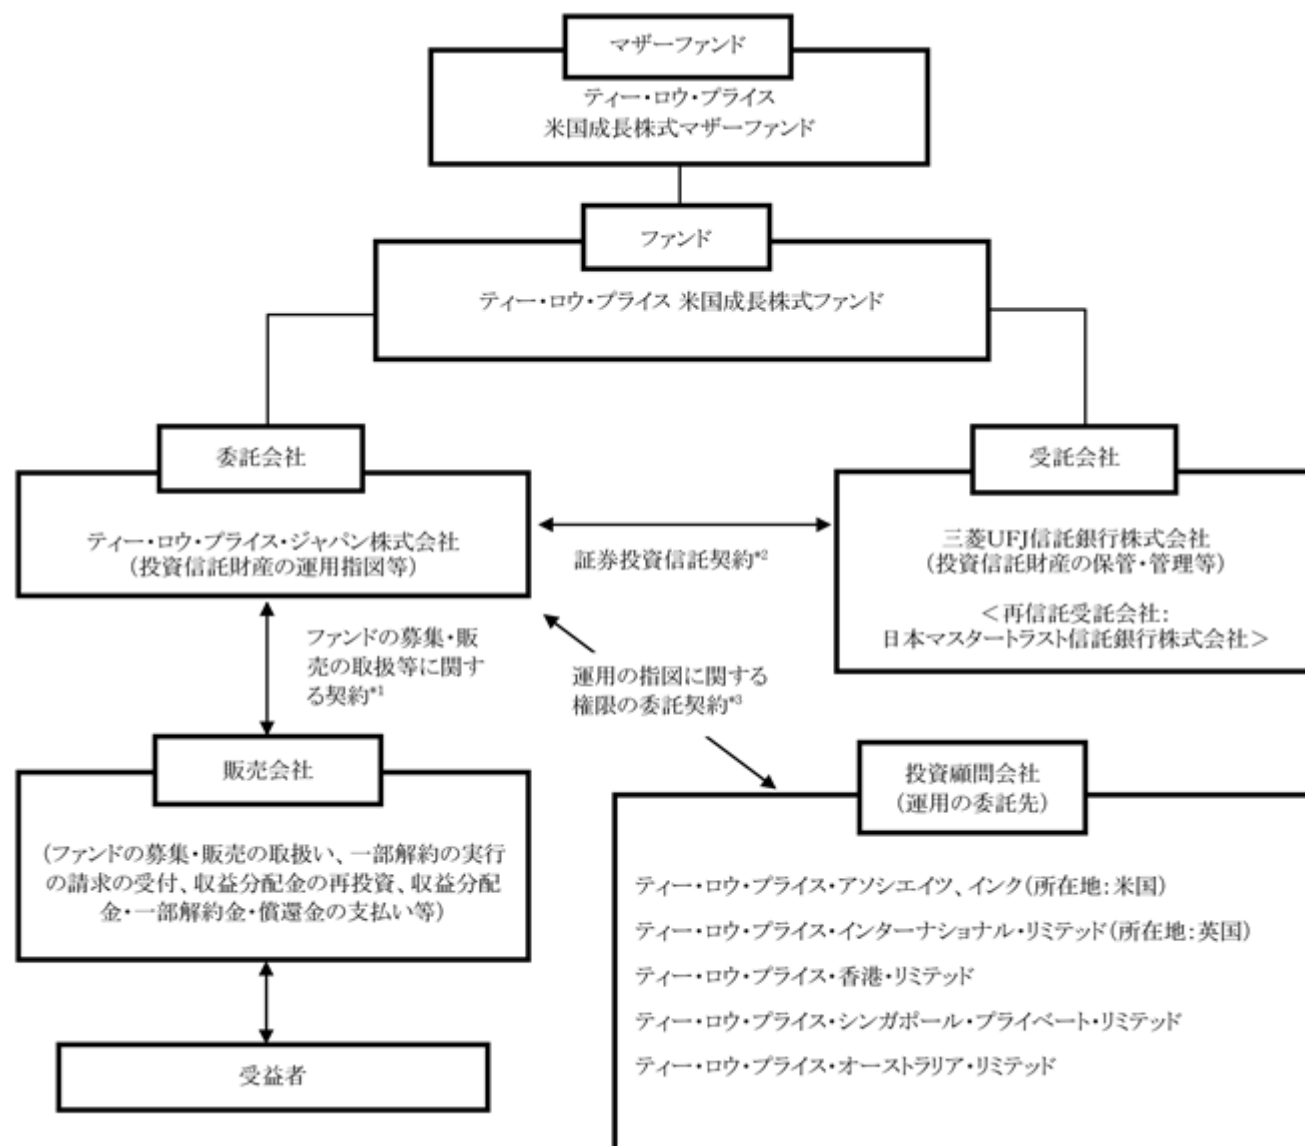 マザーファンド
ティー・ロウ・プライス
米国成長株式マザーファンド
ファンド
ティー・ロウ・プライス 米国成長株式ファンド
委託会社
ティー・ロウ・プライス・ジャパン株式会社
（投資信託財産の運用指図等）
証券投資信託契約*2
受託会社
三菱UFJ信託銀行株式会社
（投資信託財産の保管・管理等）
＜再信託受託会社：
日本マスタートラスト信託銀行株式会社＞
ファンドの募集・販
売の取扱等に関す
る契約*1
運用の指図に関する
権限の委託契約*3
販売会社
（ファンドの募集・販売の取扱い、一部解約の実行
の請求の受付、収益分配金の再投資、収益分配
金・一部解約金・償還金の支払い等）
受益者
投資顧問会社
（運用の委託先）
ティー・ロウ・プライス・アソシエイツ、インク（所在地：米国）
ティー・ロウ・プライス・インターナショナル・リミテッド（所在地：英国）
ティー・ロウ・プライス・香港・リミテッド
ティー・ロウ・プライス・シンガポール・プライベート・リミテッド
ティー・ロウ・プライス・オーストラリア・リミテッド